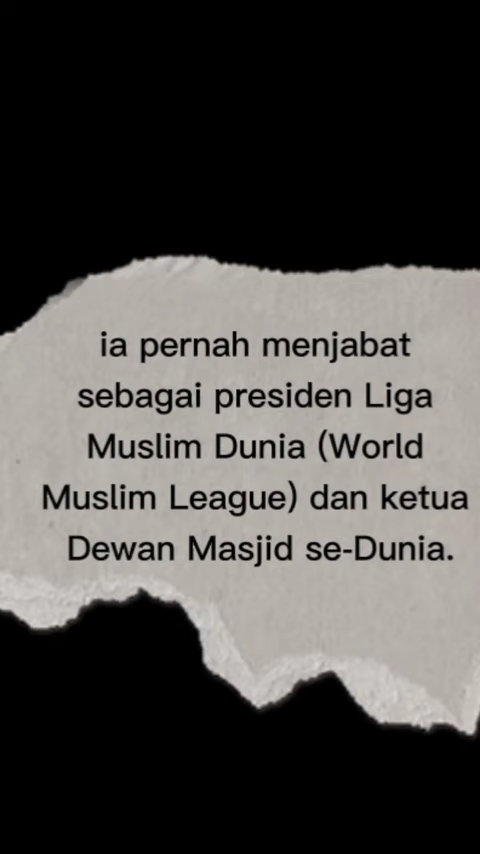 ia pernah menjabat
sebagai presiden Liga
Muslim Dunia (World
Muslim League) dan ketua
Dewan Masjid se-Dunia.